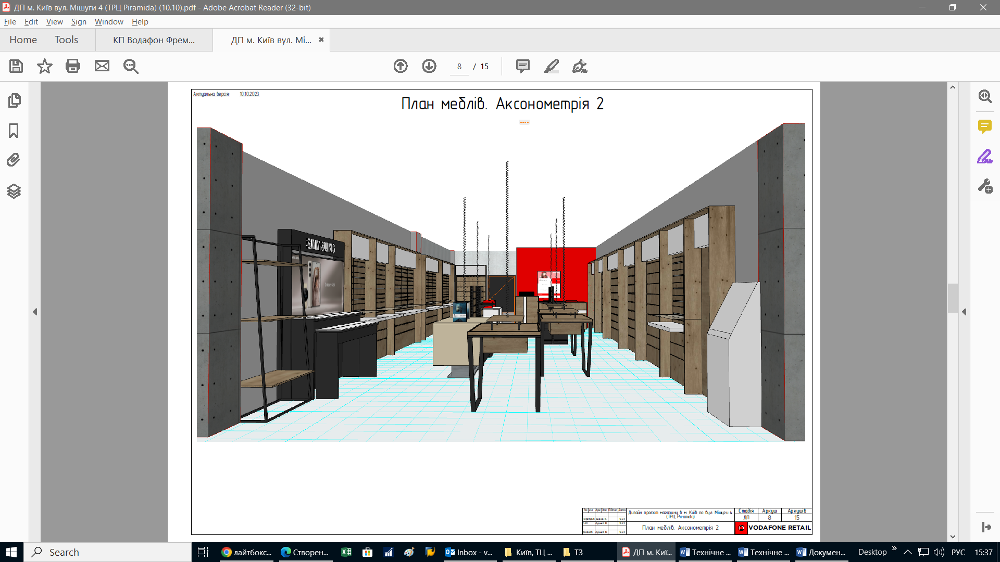 ДП м. Київ вул. Мішуги 4 (ТРЦ Piramida) (10.10).pdf - Adobe Acrobat Reader (32-bit)
File Edit View Sign Window Help
Home Tools КП Водафон Фрем... ДП м. Київ вул. Мі...
8 / 15
Актуальна версія: 10.10.2023
План меблів. Аксонометрія 2
SAMSUNG
Дизайн проєкт магазину в м. Київ по вул. Мішуги 4
(ТРЦ "Piramida)
Стадія Аркуш Аркушів
ДП 8 15
План меблів. Аксонометрія 2
VODAFONE RETAIL
Search
лайтбокс... Створен... Inbox - v... Київ, ТЦ ... ТЗ ДП м. Киї... Технічне ... Технічне ... Докумен... Desktop РУС 15:37